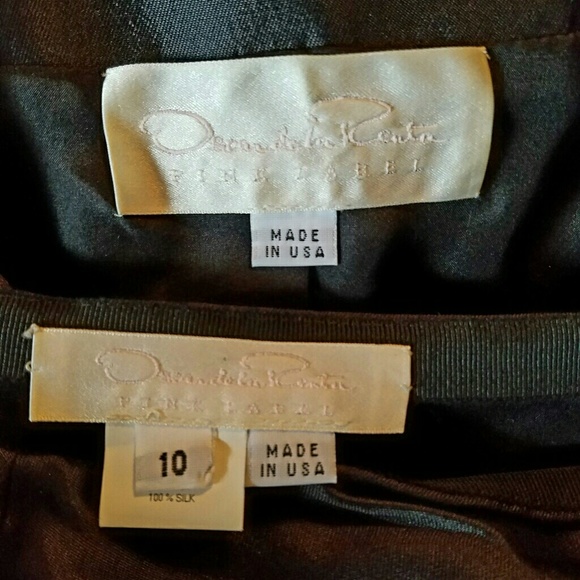 Oscar de la Renta
PINK LABEL
MADE
IN USA
Oscar de la Renta
PINK LABEL
10
100% SILK
MADE
IN USA